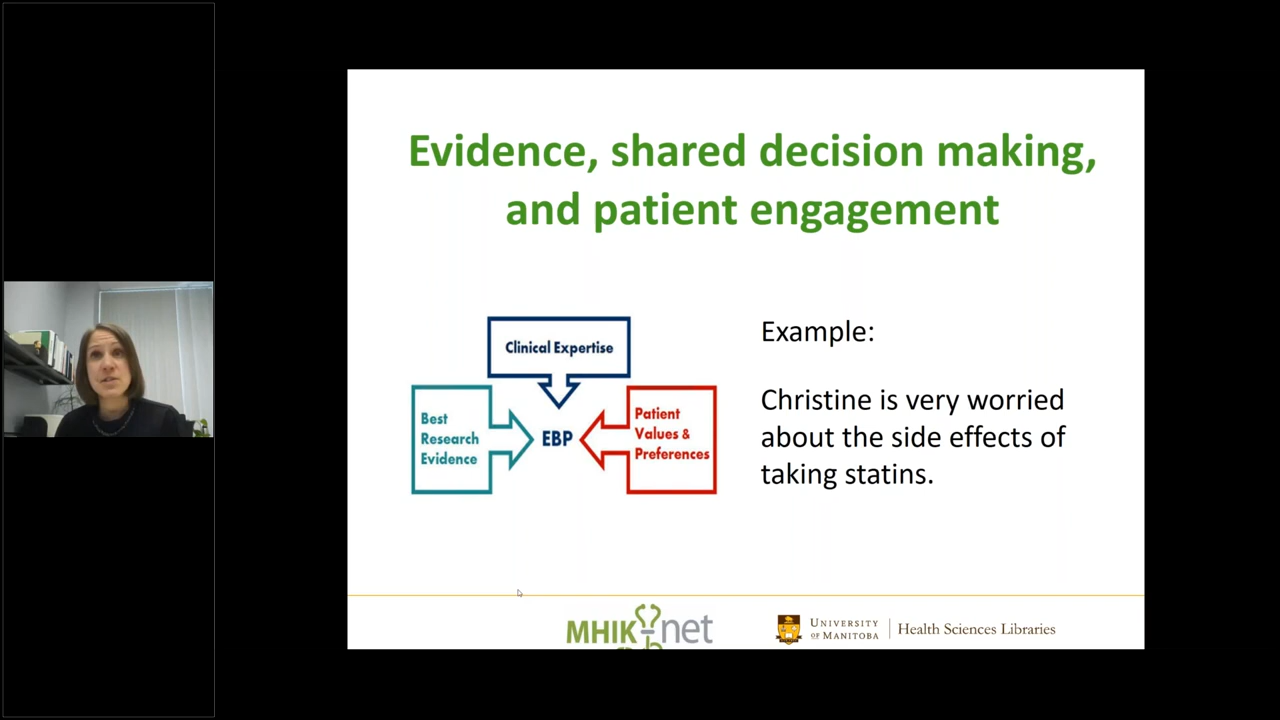 Evidence, shared decision making,
and patient engagement
Clinical Expertise
Best
Research
Evidence
EBP
Patient
Values &
Preferences
Example:
Christine is very worried
about the side effects of
taking statins.
MHIK-net
UNIVERSITY
OF MANITOBA
Health Sciences Libraries